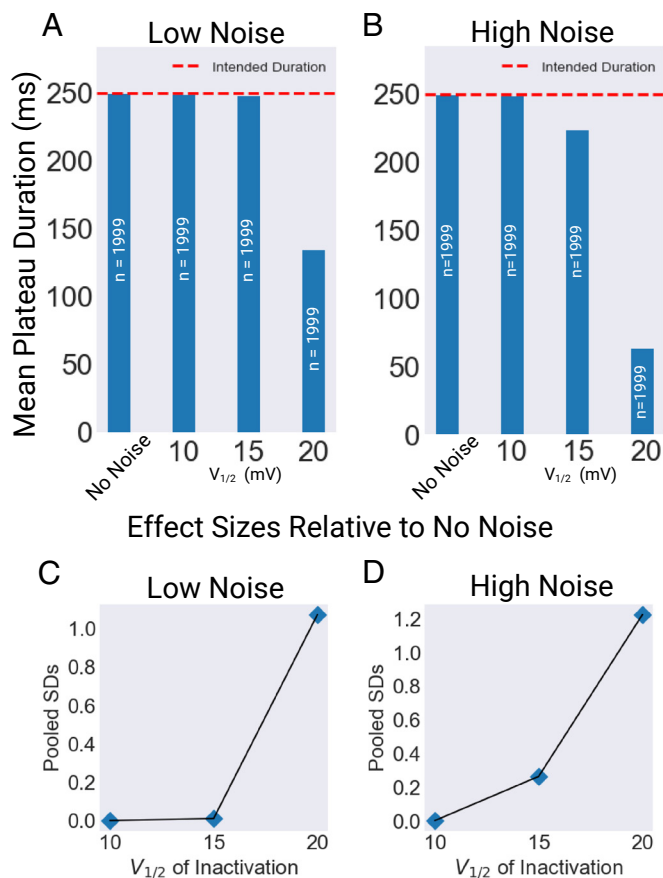 A
Low Noise
Intended Duration
Mean Plateau Duration (ms)
250
200
150
100
50
0
n = 1999
n = 1999
n = 1999
n = 1999
No Noise
10
15
20
V1/2 (mV)
B
High Noise
Intended Duration
250
200
150
100
50
0
n=1999
n=1999
n=1999
n=1999
No Noise
10
15
20
V1/2 (mV)
Effect Sizes Relative to No Noise
C
Low Noise
Pooled SDs
1.0
0.8
0.6
0.4
0.2
0.0
10
15
20
V1/2 of Inactivation
D
High Noise
Pooled SDs
1.2
1.0
0.8
0.6
0.4
0.2
0.0
10
15
20
V1/2 of Inactivation